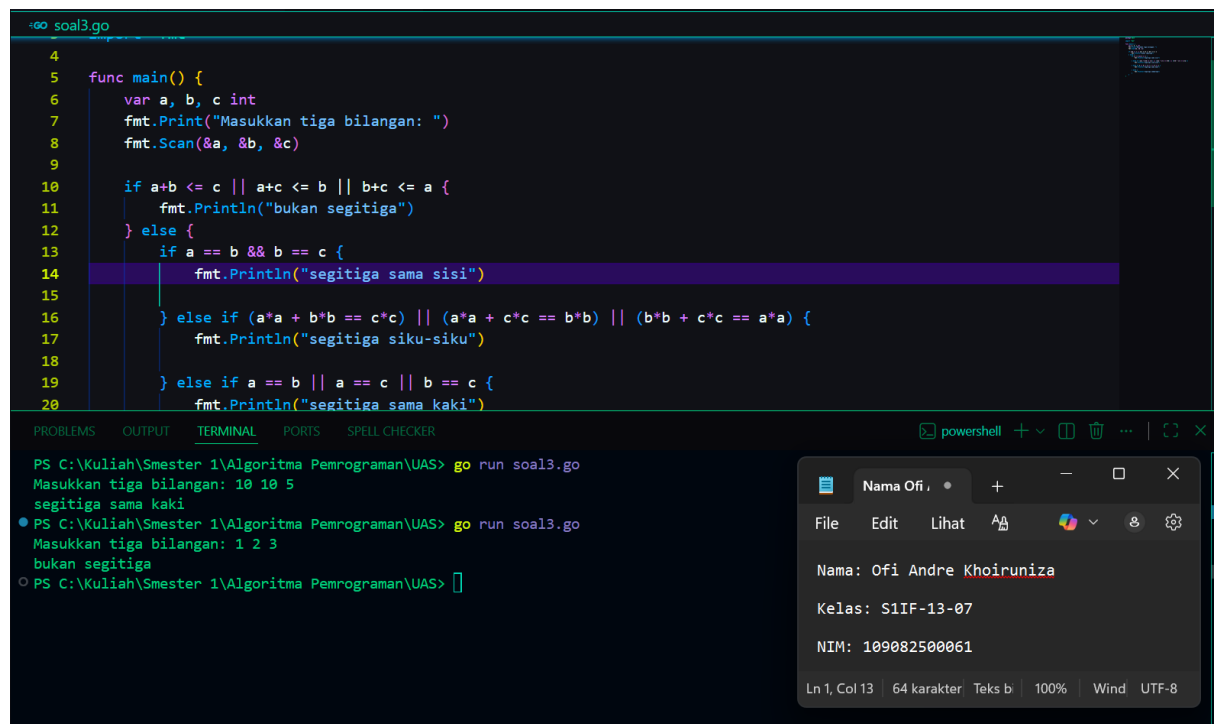 GO soal3.go
4
5 func main() {
6 var a, b, c int
7 fmt.Print("Masukkan tiga bilangan: ")
8 fmt.Scan(&a, &b, &c)
9
10 if a+b <= c || a+c <= b || b+c <= a {
11 fmt.Println("bukan segitiga")
12 } else {
13 if a == b && b == c {
14 fmt.Println("segitiga sama sisi")
15
16 } else if (a*a + b*b == c*c) || (a*a + c*c == b*b) || (b*b + c*c == a*a) {
17 fmt.Println("segitiga siku-siku")
18
19 } else if a == b || a == c || b == c {
20 fmt.Println("segitiga sama kaki")
PROBLEMS OUTPUT TERMINAL PORTS SPELL CHECKER powershell
PS C:\Kuliah\Smester 1\Algoritma Pemrograman\UAS> go run soal3.go
Masukkan tiga bilangan: 10 10 5
segitiga sama kaki
PS C:\Kuliah\Smester 1\Algoritma Pemrograman\UAS> go run soal3.go
Masukkan tiga bilangan: 1 2 3
bukan segitiga
PS C:\Kuliah\Smester 1\Algoritma Pemrograman\UAS>
Nama Ofi
File Edit Lihat
Nama: Ofi Andre Khoiruniza
Kelas: S1IF-13-07
NIM: 109082500061
Ln 1, Col 13 64 karakter Teks bi 100% Wind UTF-8